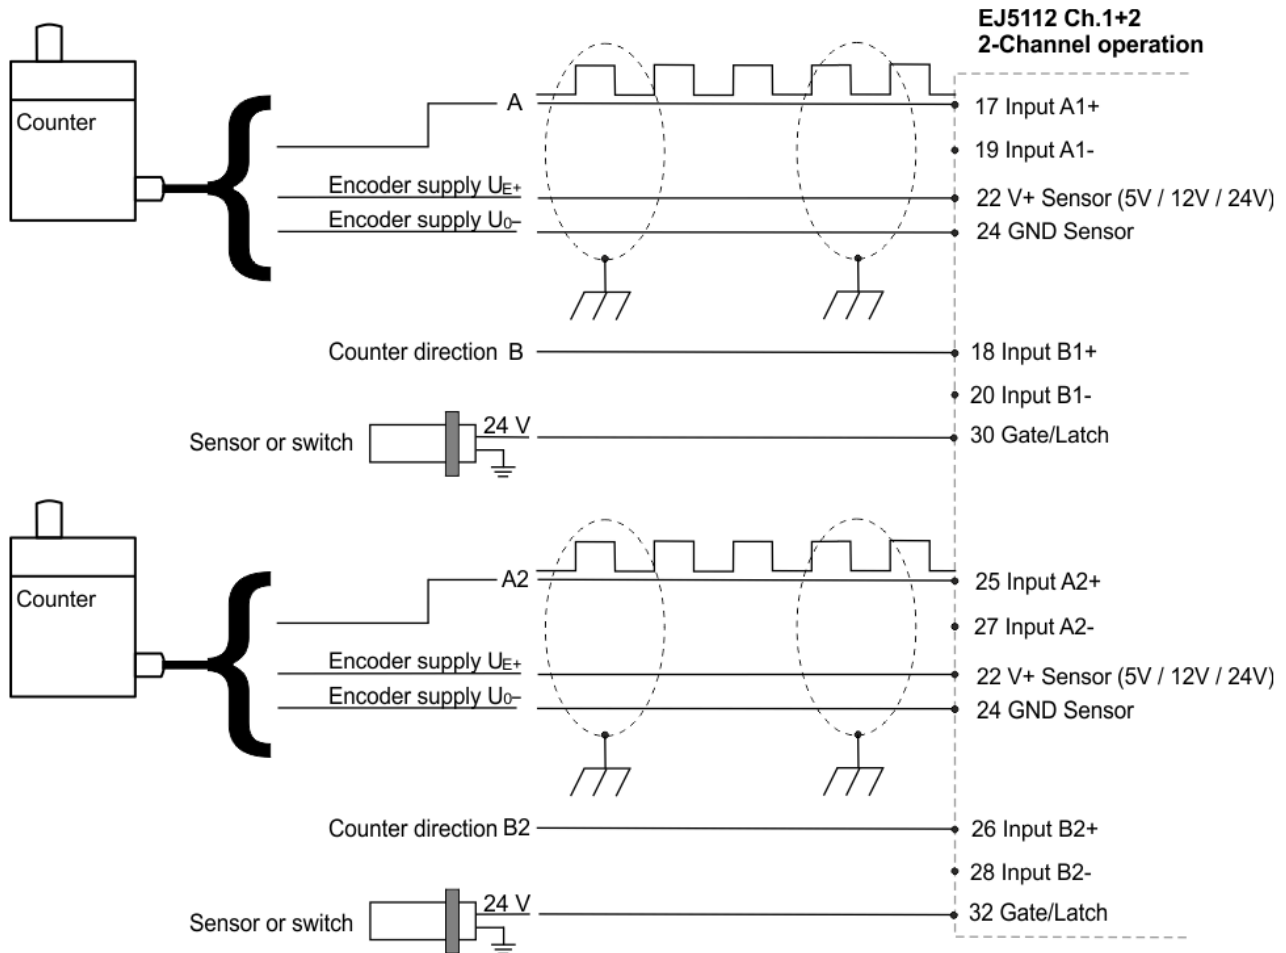 EJ5112 Ch.1+2
2-Channel operation
Counter
A
17 Input A1+
19 Input A1-
Encoder supply UE+
22 V+ Sensor (5V / 12V / 24V)
Encoder supply U0–
24 GND Sensor
Counter direction B
18 Input B1+
20 Input B1-
Sensor or switch
24 V
30 Gate/Latch
Counter
A2
25 Input A2+
27 Input A2-
Encoder supply UE+
22 V+ Sensor (5V / 12V / 24V)
Encoder supply U0–
24 GND Sensor
Counter direction B2
26 Input B2+
28 Input B2-
Sensor or switch
24 V
32 Gate/Latch